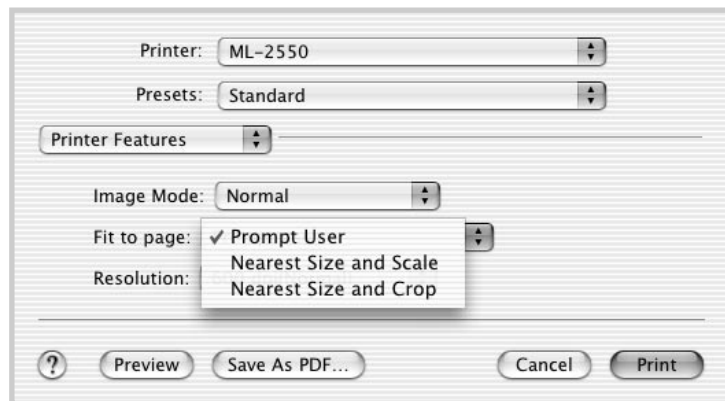 Printer: ML-2550
Presets: Standard
Printer Features
Image Mode: Normal
Fit to page: ✓ Prompt User
Nearest Size and Scale
Resolution:
Nearest Size and Crop
? Preview Save As PDF... Cancel Print